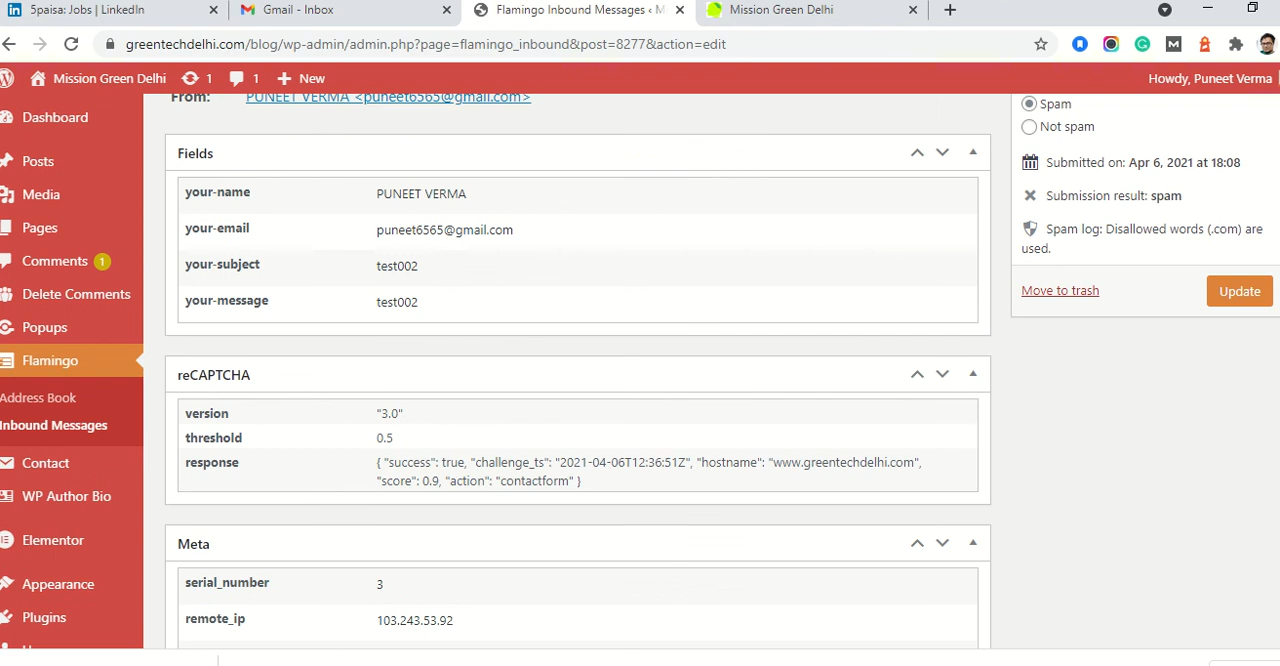 5paisa: Jobs | LinkedIn
Gmail - Inbox
Flamingo Inbound Messages ‹ M
Mission Green Delhi
greentechdelhi.com/blog/wp-admin/admin.php?page=flamingo_inbound&post=8277&action=edit
Mission Green Delhi 1 1 New Howdy, Puneet Verma
Dashboard
Posts
Media
Pages
Comments 1
Delete Comments
Popups
Flamingo
Address Book
Inbound Messages
Contact
WP Author Bio
Elementor
Appearance
Plugins
From: PUNEET VERMA <puneet6565@gmail.com>
Fields
your-name PUNEET VERMA
your-email puneet6565@gmail.com
your-subject test002
your-message test002
reCAPTCHA
version "3.0"
threshold 0.5
response { "success": true, "challenge_ts": "2021-04-06T12:36:51Z", "hostname": "www.greentechdelhi.com",
"score": 0.9, "action": "contactform" }
Meta
serial_number 3
remote_ip 103.243.53.92
Spam
Not spam
Submitted on: Apr 6, 2021 at 18:08
Submission result: spam
Spam log: Disallowed words (.com) are
used.
Move to trash Update